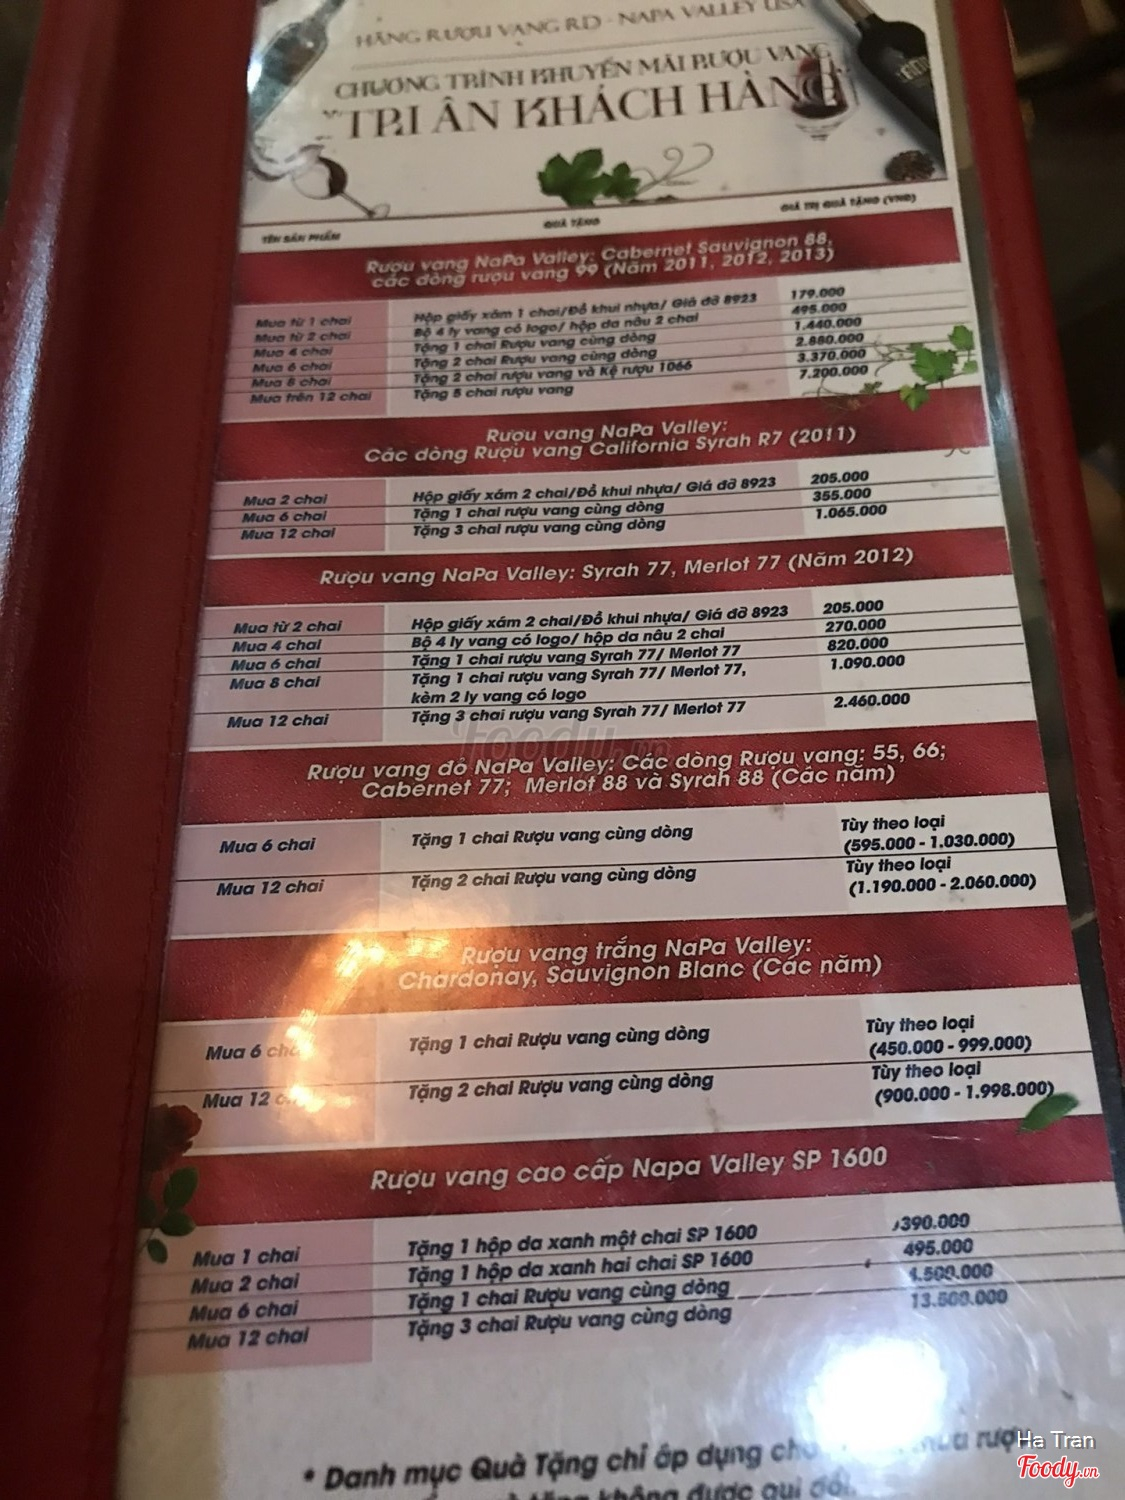 HÃNG RƯỢU VANG RD - NAPA VALLEY USA
CHƯƠNG TRÌNH KHUYẾN MÃI RƯỢU VANG
"TRI ÂN KHÁCH HÀNG"
TÊN SẢN PHẨM QUÀ TẶNG GIÁ TRỊ QUÀ TẶNG (VNĐ)
Rượu vang NaPa Valley: Cabernet Sauvignon 88,
các dòng rượu vang 99 (Năm 2011, 2012, 2013)
Mua từ 1 chai Hộp giấy xám 1 chai/Đồ khui nhựa/ Giá đỡ 8923 179.000
Mua từ 2 chai Bộ 4 ly vang có logo/ hộp da nâu 2 chai 495.000
Mua 4 chai Tặng 1 chai Rượu vang cùng dòng 1.440.000
Mua 6 chai Tặng 2 chai Rượu vang cùng dòng 2.880.000
Mua 8 chai Tặng 2 chai rượu vang và Kệ rượu 1066 3.370.000
Mua trên 12 chai Tặng 5 chai rượu vang 7.200.000
Rượu vang NaPa Valley:
Các dòng Rượu vang California Syrah R7 (2011)
Mua 2 chai Hộp giấy xám 2 chai/Đồ khui nhựa/ Giá đỡ 8923 205.000
Mua 6 chai Tặng 1 chai rượu vang cùng dòng 355.000
Mua 12 chai Tặng 3 chai rượu vang cùng dòng 1.065.000
Rượu vang NaPa Valley: Syrah 77, Merlot 77 (Năm 2012)
Mua từ 2 chai Hộp giấy xám 2 chai/Đồ khui nhựa/ Giá đỡ 8923 205.000
Mua 4 chai Bộ 4 ly vang có logo/ hộp da nâu 2 chai 270.000
Mua 6 chai Tặng 1 chai rượu vang Syrah 77/ Merlot 77 820.000
Mua 8 chai Tặng 1 chai rượu vang Syrah 77/ Merlot 77, 1.090.000
kèm 2 ly vang có logo
Mua 12 chai Tặng 3 chai rượu vang Syrah 77/ Merlot 77 2.460.000
Rượu vang đỏ NaPa Valley: Các dòng Rượu vang: 55, 66;
Cabernet 77; Merlot 88 và Syrah 88 (Các năm)
Mua 6 chai Tặng 1 chai Rượu vang cùng dòng Tùy theo loại
(595.000 - 1.030.000)
Mua 12 chai Tặng 2 chai Rượu vang cùng dòng Tùy theo loại
(1.190.000 - 2.060.000)
Rượu vang trắng NaPa Valley:
Chardonay, Sauvignon Blanc (Các năm)
Mua 6 chai Tặng 1 chai Rượu vang cùng dòng Tùy theo loại
(450.000 - 999.000)
Mua 12 Tặng 2 chai Rượu vang cùng dòng Tùy theo loại
(900.000 - 1.998.000)
Rượu vang cao cấp Napa Valley SP 1600
Mua 1 chai Tặng 1 hộp da xanh một chai SP 1600 390.000
Mua 2 chai Tặng 1 hộp da xanh hai chai SP 1600 495.000
Mua 6 chai Tặng 1 chai Rượu vang cùng dòng 4.500.000
Mua 12 chai Tặng 3 chai Rượu vang cùng dòng 13.500.000
• Danh mục Quà Tặng chỉ áp dụng cho mua rượu
tặng không được qui đổi
Ha Tran
Foody.vn